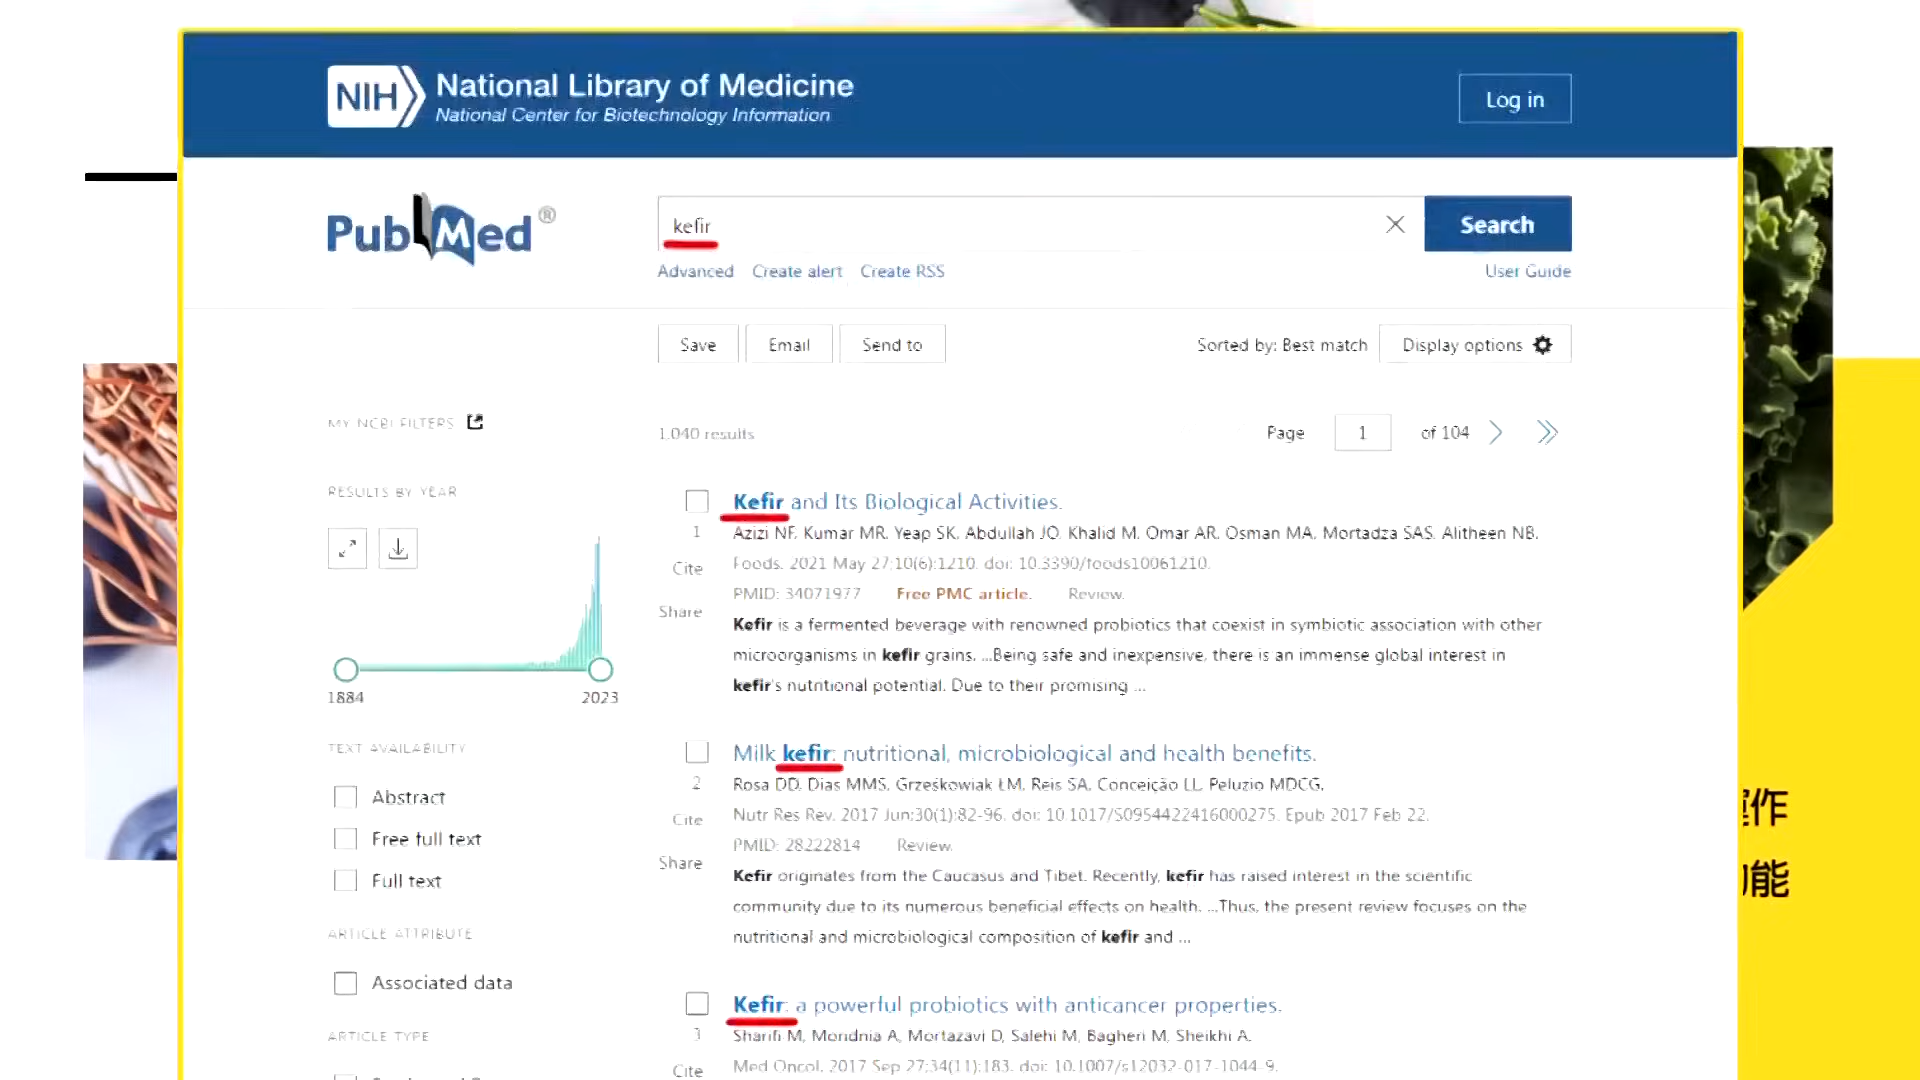 NIH National Library of Medicine
National Center for Biotechnology Information
Log in
PubMed®
kefir
Search
Advanced Create alert Create RSS
User Guide
Save Email Send to
Sorted by: Best match
Display options
MY NCBI FILTERS
1,040 results
Page 1 of 104
RESULTS BY YEAR
1884 2023
TEXT AVAILABILITY
Abstract
Free full text
Full text
ARTICLE ATTRIBUTE
Associated data
ARTICLE TYPE
Kefir and Its Biological Activities.
1 Azizi NF, Kumar MR, Yeap SK, Abdullah JO, Khalid M, Omar AR, Osman MA, Mortadza SAS, Alitheen NB.
Cite Foods. 2021 May 27;10(6):1210. doi: 10.3390/foods10061210.
PMID: 34071977 Free PMC article. Review.
Share
Kefir is a fermented beverage with renowned probiotics that coexist in symbiotic association with other
microorganisms in kefir grains. ...Being safe and inexpensive, there is an immense global interest in
kefir's nutritional potential. Due to their promising ...
Milk kefir: nutritional, microbiological and health benefits.
2 Rosa DD, Dias MMS, Grześkowiak ŁM, Reis SA, Conceição LL, Peluzio MDCG.
Cite Nutr Res Rev. 2017 Jun;30(1):82-96. doi: 10.1017/S0954422416000275. Epub 2017 Feb 22.
PMID: 28222814 Review.
Share
Kefir originates from the Caucasus and Tibet. Recently, kefir has raised interest in the scientific
community due to its numerous beneficial effects on health. ...Thus, the present review focuses on the
nutritional and microbiological composition of kefir and ...
Kefir: a powerful probiotics with anticancer properties.
3 Sharifi M, Moridnia A, Mortazavi D, Salehi M, Bagheri M, Sheikhi A.
Cite Med Oncol. 2017 Sep 27;34(11):183. doi: 10.1007/s12032-017-1044-9.
作
能